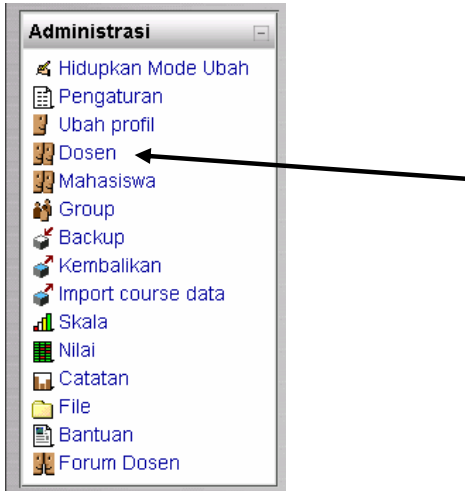 Administrasi
Hidupkan Mode Ubah
Pengaturan
Ubah profil
Dosen
Mahasiswa
Group
Backup
Kembalikan
Import course data
Skala
Nilai
Catatan
File
Bantuan
Forum Dosen